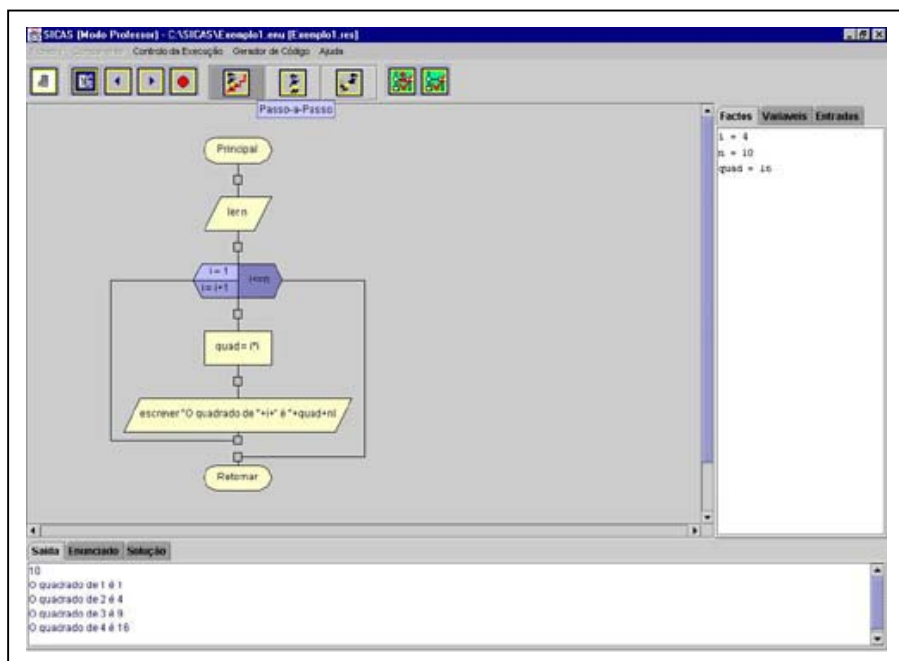 SICAS [Modo Professor] - C:\SICAS\Exemplo1.enu [Exemplo1.res]
Controlo da Execução Gerador de Código Ajuda
Passo-a-Passo
Principal
ler n
i = 1
i = i+1
i<=n
quad = i*i
escrever "O quadrado de "+i+" é "+quad+nl
Retornar
Factos Variaveis Entradas
i = 4
n = 10
quad = 16
Saída Enunciado Solução
10
O quadrado de 1 é 1
O quadrado de 2 é 4
O quadrado de 3 é 9
O quadrado de 4 é 16